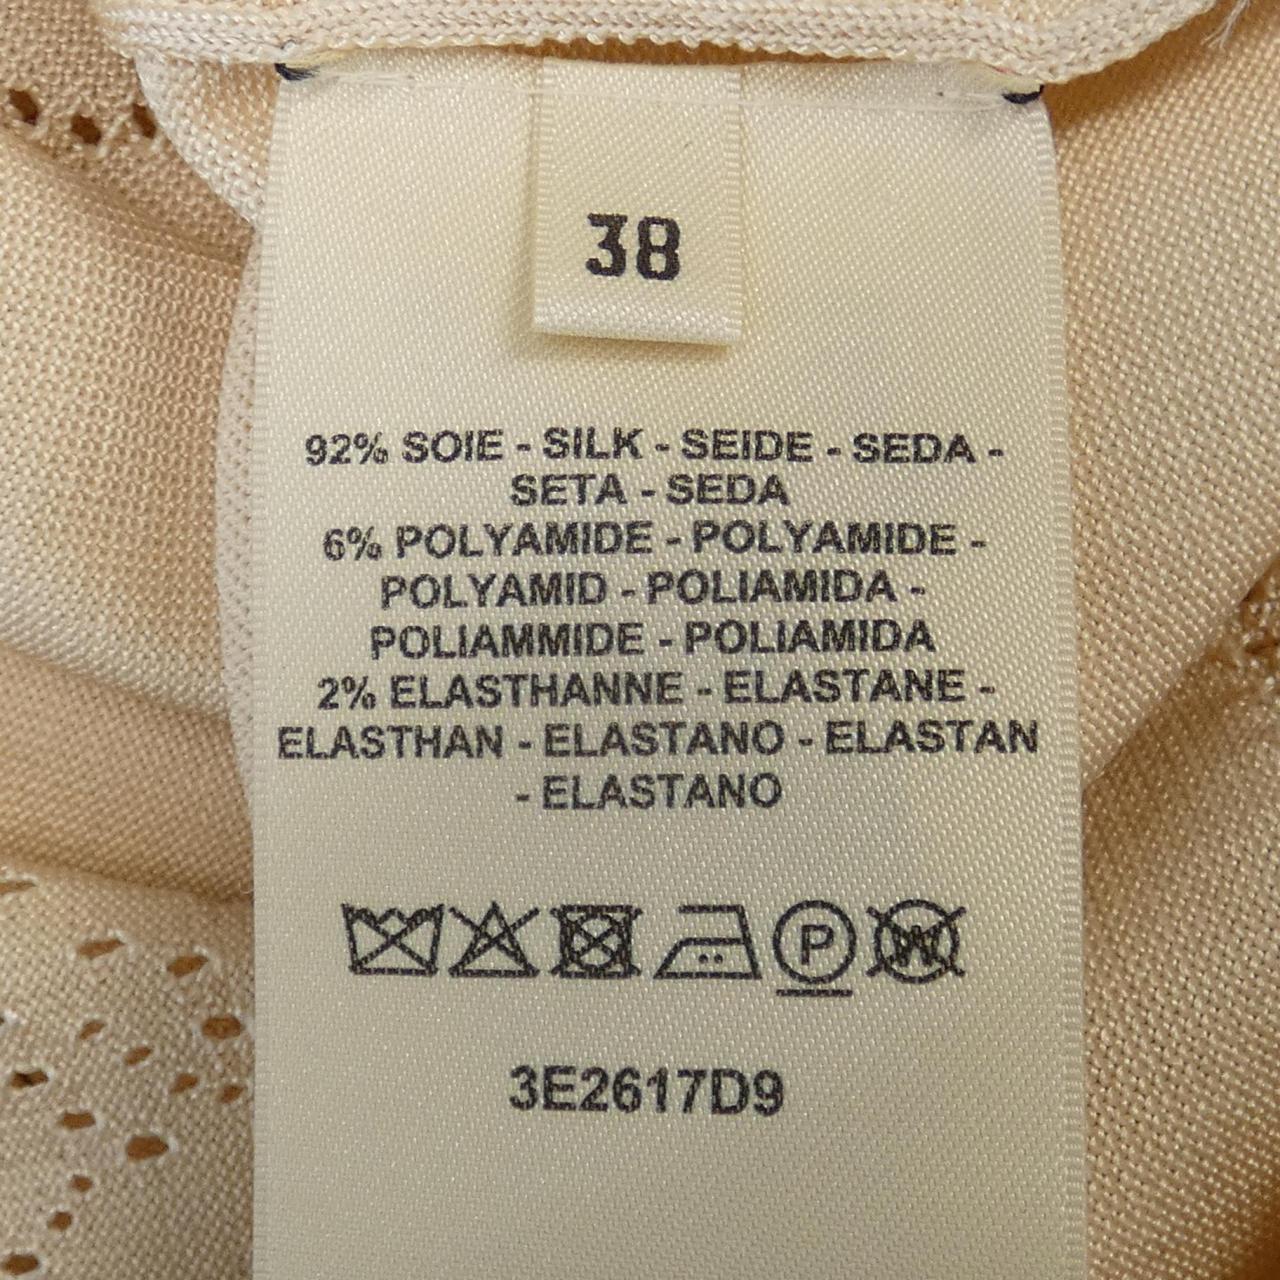 38
92% SOIE - SILK - SEIDE - SEDA -
SETA - SEDA
6% POLYAMIDE - POLYAMIDE -
POLYAMID - POLIAMIDA -
POLIAMMIDE - POLIAMIDA
2% ELASTHANNE - ELASTANE -
ELASTHAN - ELASTANO - ELASTAN
- ELASTANO
P W
3E2617D9